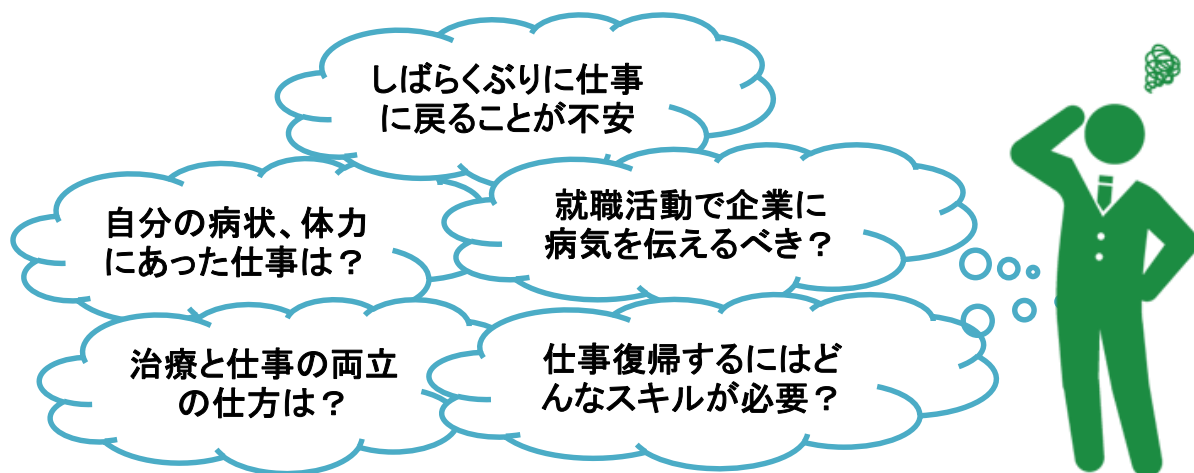 しばらくぶりに仕事
に戻ることが不安
自分の病状、体力
にあった仕事は？
就職活動で企業に
病気を伝えるべき？
治療と仕事の両立
の仕方は？
仕事復帰するにはど
んなスキルが必要？